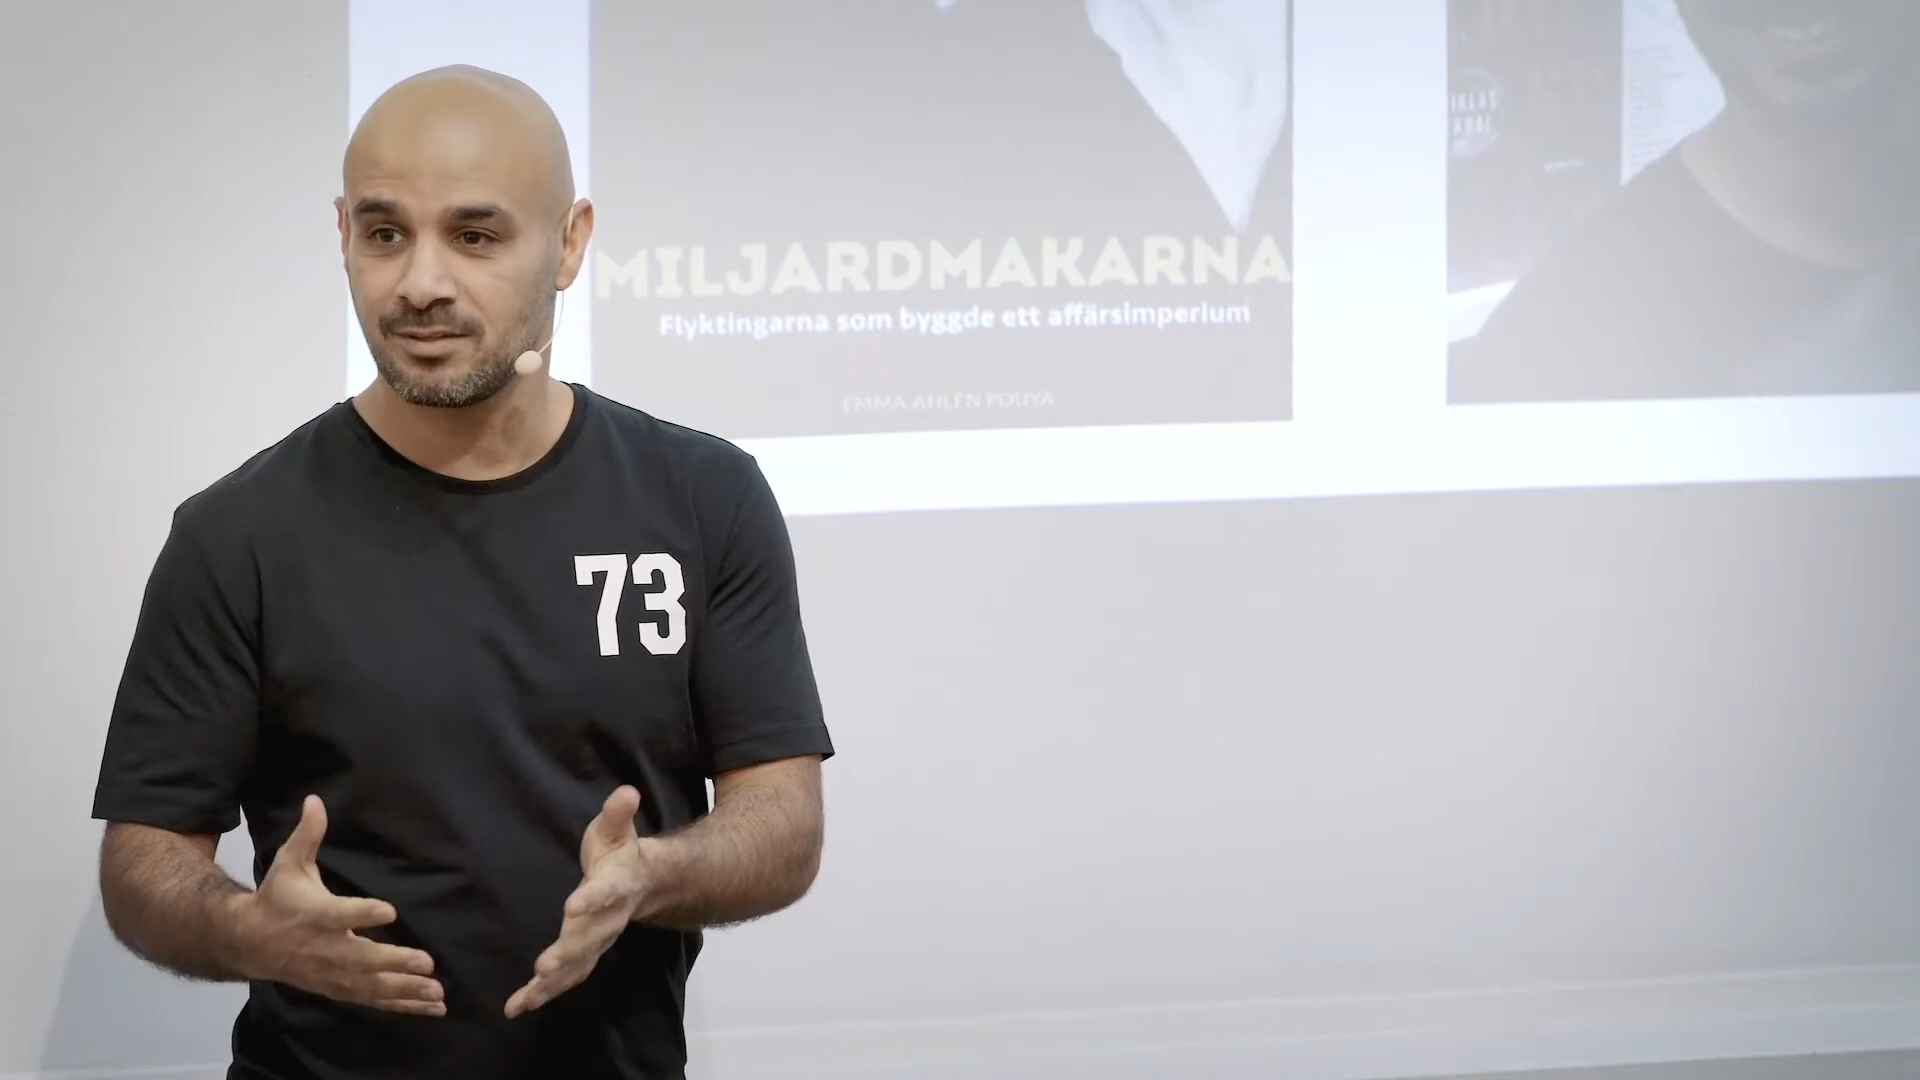 MILJARDMAKARNA
Flyktingarna som byggde ett affärsimperium
EMMA AHLÉN POUYA
73